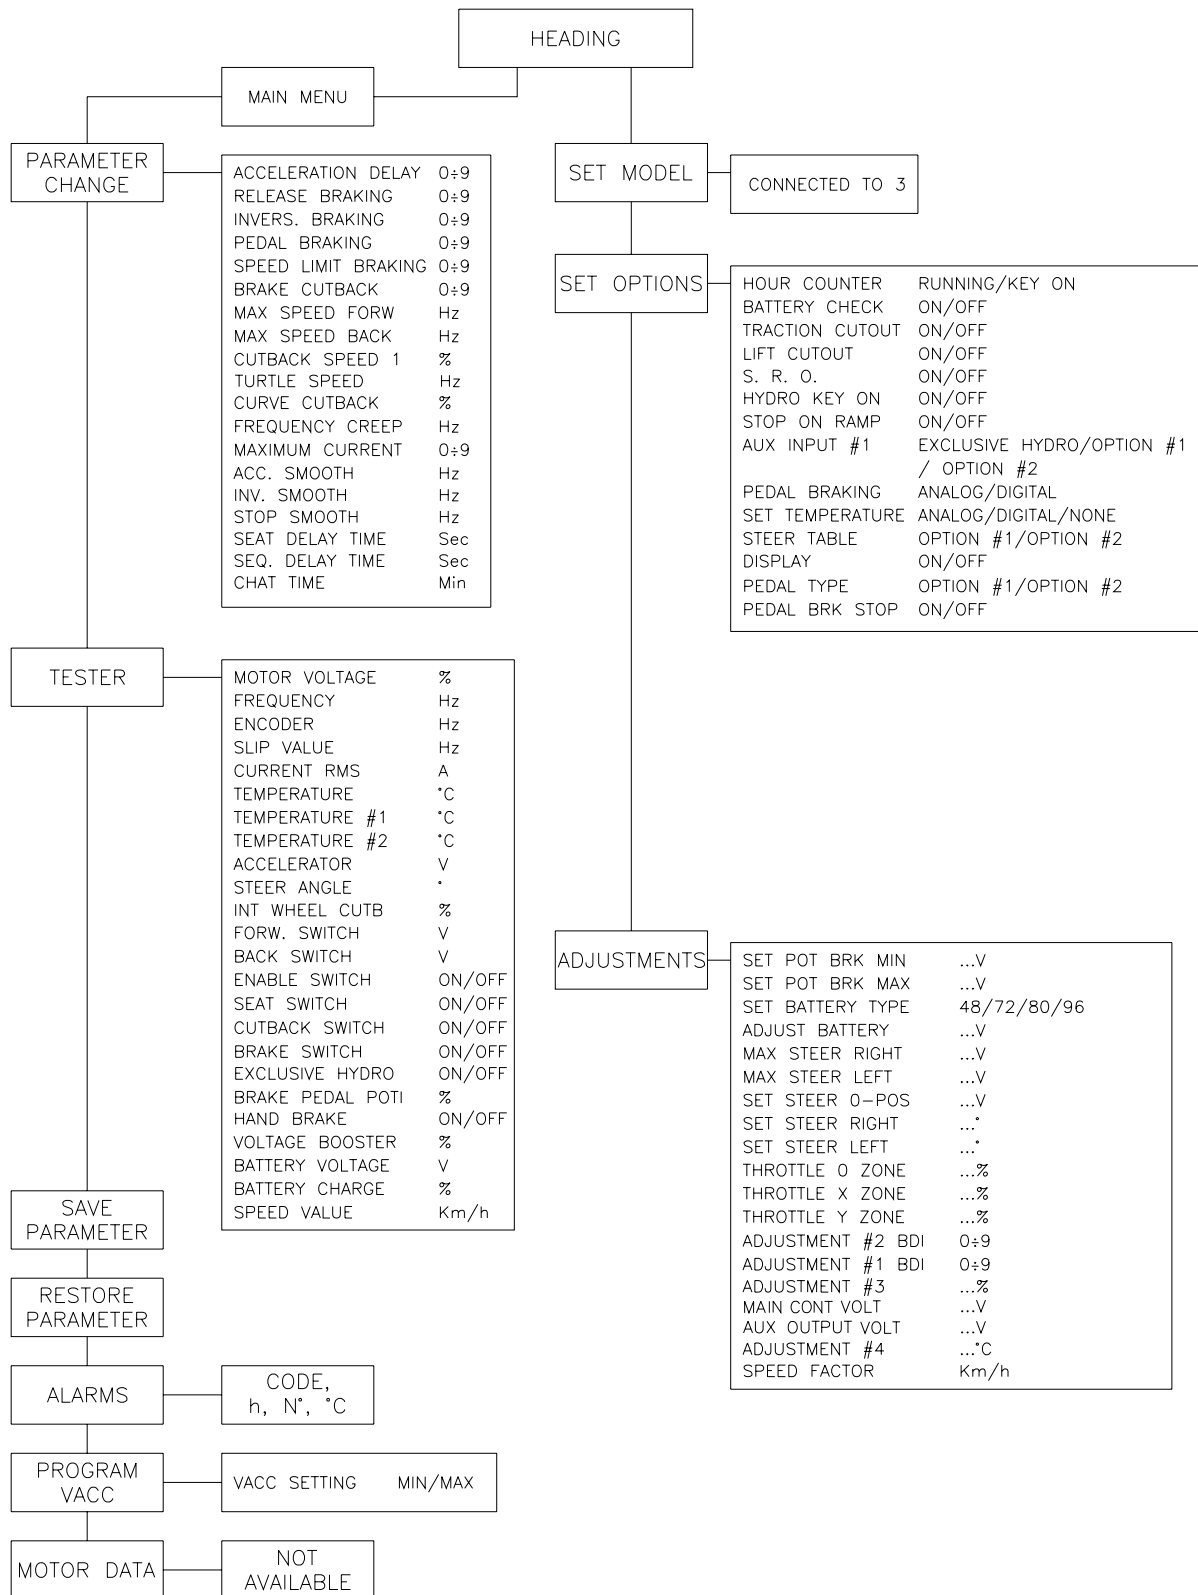 HEADING
MAIN MENU
PARAMETER
CHANGE
ACCELERATION DELAY 0÷9
RELEASE BRAKING 0÷9
INVERS. BRAKING 0÷9
PEDAL BRAKING 0÷9
SPEED LIMIT BRAKING 0÷9
BRAKE CUTBACK 0÷9
MAX SPEED FORW Hz
MAX SPEED BACK Hz
CUTBACK SPEED 1 %
TURTLE SPEED Hz
CURVE CUTBACK %
FREQUENCY CREEP Hz
MAXIMUM CURRENT 0÷9
ACC. SMOOTH Hz
INV. SMOOTH Hz
STOP SMOOTH Hz
SEAT DELAY TIME Sec
SEQ. DELAY TIME Sec
CHAT TIME Min
TESTER
MOTOR VOLTAGE %
FREQUENCY Hz
ENCODER Hz
SLIP VALUE Hz
CURRENT RMS A
TEMPERATURE °C
TEMPERATURE #1 °C
TEMPERATURE #2 °C
ACCELERATOR V
STEER ANGLE °
INT WHEEL CUTB %
FORW. SWITCH V
BACK SWITCH V
ENABLE SWITCH ON/OFF
SEAT SWITCH ON/OFF
CUTBACK SWITCH ON/OFF
BRAKE SWITCH ON/OFF
EXCLUSIVE HYDRO ON/OFF
BRAKE PEDAL POTI %
HAND BRAKE ON/OFF
VOLTAGE BOOSTER %
BATTERY VOLTAGE V
BATTERY CHARGE %
SPEED VALUE Km/h
SAVE
PARAMETER
RESTORE
PARAMETER
ALARMS
CODE,
h, N°, °C
PROGRAM
VACC
VACC SETTING MIN/MAX
MOTOR DATA
NOT
AVAILABLE
SET MODEL
CONNECTED TO 3
SET OPTIONS
HOUR COUNTER RUNNING/KEY ON
BATTERY CHECK ON/OFF
TRACTION CUTOUT ON/OFF
LIFT CUTOUT ON/OFF
S. R. O. ON/OFF
HYDRO KEY ON ON/OFF
STOP ON RAMP ON/OFF
AUX INPUT #1 EXCLUSIVE HYDRO/OPTION #1
/ OPTION #2
PEDAL BRAKING ANALOG/DIGITAL
SET TEMPERATURE ANALOG/DIGITAL/NONE
STEER TABLE OPTION #1/OPTION #2
DISPLAY ON/OFF
PEDAL TYPE OPTION #1/OPTION #2
PEDAL BRK STOP ON/OFF
ADJUSTMENTS
SET POT BRK MIN ...V
SET POT BRK MAX ...V
SET BATTERY TYPE 48/72/80/96
ADJUST BATTERY ...V
MAX STEER RIGHT ...V
MAX STEER LEFT ...V
SET STEER 0-POS ...V
SET STEER RIGHT ...°
SET STEER LEFT ...°
THROTTLE 0 ZONE ...%
THROTTLE X ZONE ...%
THROTTLE Y ZONE ...%
ADJUSTMENT #2 BDI 0÷9
ADJUSTMENT #1 BDI 0÷9
ADJUSTMENT #3 ...%
MAIN CONT VOLT ...V
AUX OUTPUT VOLT ...V
ADJUSTMENT #4 ...°C
SPEED FACTOR Km/h